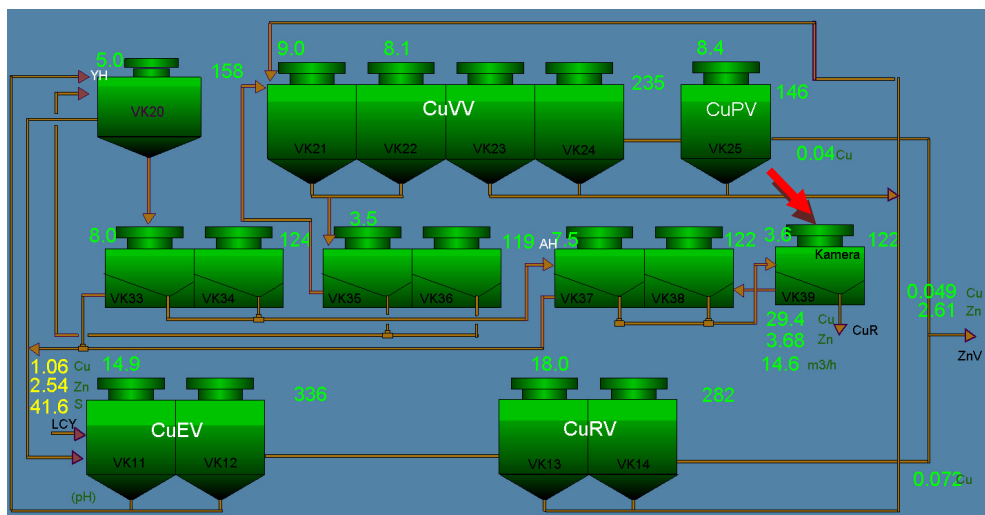 5.0
YH
158
VK20
9.0
8.1
8.4
235
146
CuVV
CuPV
VK21
VK22
VK23
VK24
VK25
0.04 Cu
8.0
124
VK33
VK34
3.5
119
VK35
VK36
AH
7.5
122
VK37
VK38
3.6
122
Kamera
VK39
CuR
29.4 Cu
3.68 Zn
14.6 m3/h
0.049 Cu
2.61 Zn
ZnV
1.06 Cu
2.54 Zn
41.6 S
LCY
14.9
336
CuEV
VK11
VK12
(pH)
18.0
282
CuRV
VK13
VK14
0.072 Cu